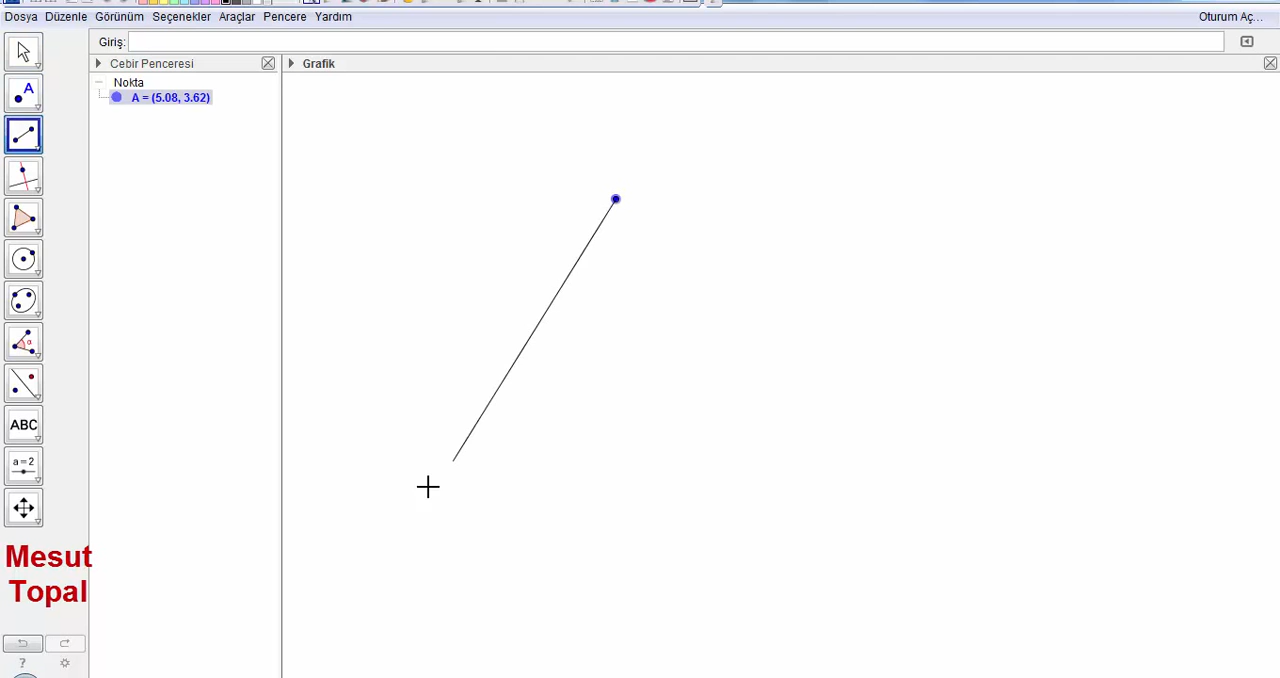 Dosya Düzenle Görünüm Seçenekler Araçlar Pencere Yardım Oturum Aç...
Giriş:
Cebir Penceresi Grafik
Nokta
A = (5.08, 3.62)
A
α
ABC
a = 2
Mesut
Topal
?